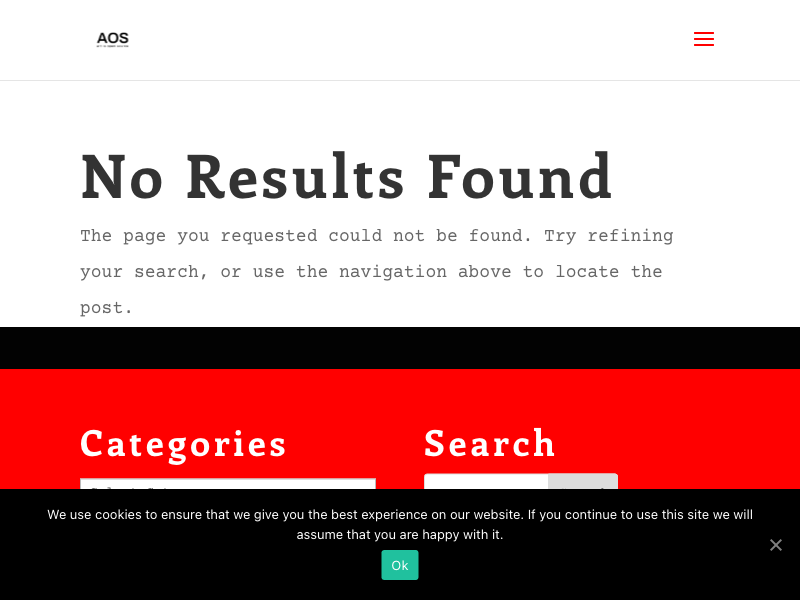 AOS
No Results Found
The page you requested could not be found. Try refining
your search, or use the navigation above to locate the
post.
Categories
Search
We use cookies to ensure that we give you the best experience on our website. If you continue to use this site we will
assume that you are happy with it.
Ok